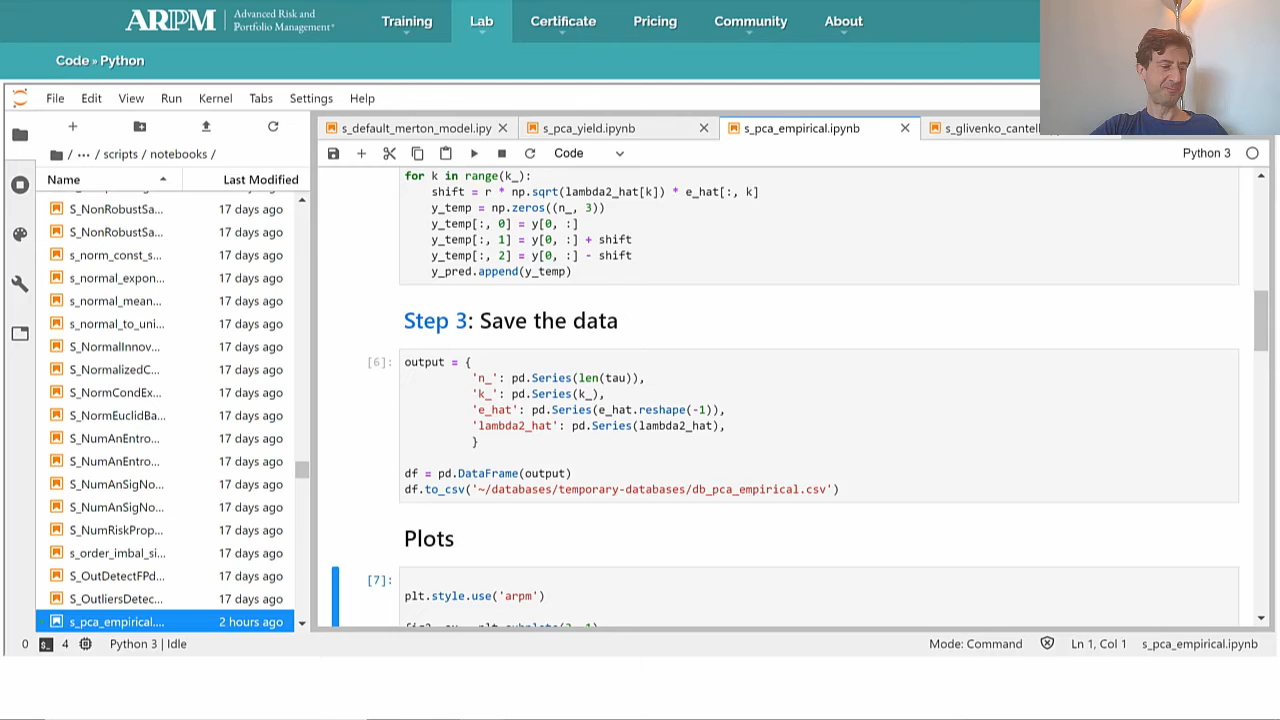 ARPM Advanced Risk and Portfolio Management®
Training Lab Certificate Pricing Community About
Code » Python
File Edit View Run Kernel Tabs Settings Help
s_default_merton_model.ipy s_pca_yield.ipynb s_pca_empirical.ipynb s_glivenko_cantel
/ ··· / scripts / notebooks /
Code Python 3
Name Last Modified
S_NonRobustSa... 17 days ago
S_NonRobustSa... 17 days ago
s_norm_const_s... 17 days ago
s_normal_expon... 17 days ago
s_normal_mean... 17 days ago
s_normal_to_uni... 17 days ago
S_NormalInnov... 17 days ago
S_NormalizedC... 17 days ago
S_NormCondEx... 17 days ago
S_NormEuclidBa... 17 days ago
S_NumAnEntro... 17 days ago
S_NumAnEntro... 17 days ago
S_NumAnSigNo... 17 days ago
S_NumAnSigNo... 17 days ago
S_NumRiskProp... 17 days ago
s_order_imbal_si... 17 days ago
S_OutDetectFPd... 17 days ago
S_OutliersDetec... 17 days ago
s_pca_empirical.... 2 hours ago
for k in range(k_):
shift = r * np.sqrt(lambda2_hat[k]) * e_hat[:, k]
y_temp = np.zeros((n_, 3))
y_temp[:, 0] = y[0, :]
y_temp[:, 1] = y[0, :] + shift
y_temp[:, 2] = y[0, :] - shift
y_pred.append(y_temp)
Step 3: Save the data
[6]: output = {
'n_': pd.Series(len(tau)),
'k_': pd.Series(k_),
'e_hat': pd.Series(e_hat.reshape(-1)),
'lambda2_hat': pd.Series(lambda2_hat),
}
df = pd.DataFrame(output)
df.to_csv('~/databases/temporary-databases/db_pca_empirical.csv')
Plots
[7]:
plt.style.use('arpm')
0 4 Python 3 | Idle Mode: Command Ln 1, Col 1 s_pca_empirical.ipynb